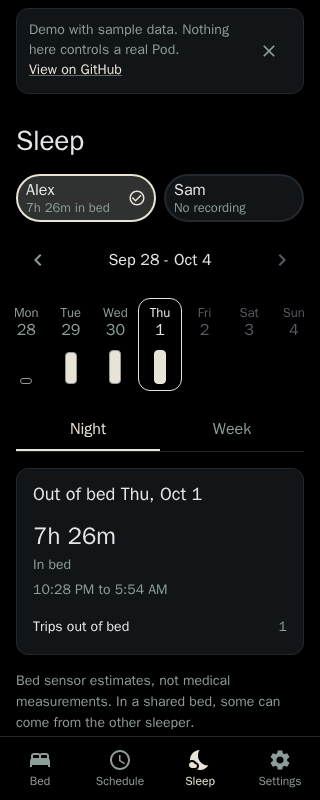 Demo with sample data. Nothing
here controls a real Pod.
View on GitHub
Sleep
Alex
7h 26m in bed
Sam
No recording
Sep 28 - Oct 4
Mon Tue Wed Thu Fri Sat Sun
28 29 30 1 2 3 4
Night Week
Out of bed Thu, Oct 1
7h 26m
In bed
10:28 PM to 5:54 AM
Trips out of bed 1
Bed sensor estimates, not medical
measurements. In a shared bed, some can
come from the other sleeper.
Bed Schedule Sleep Settings